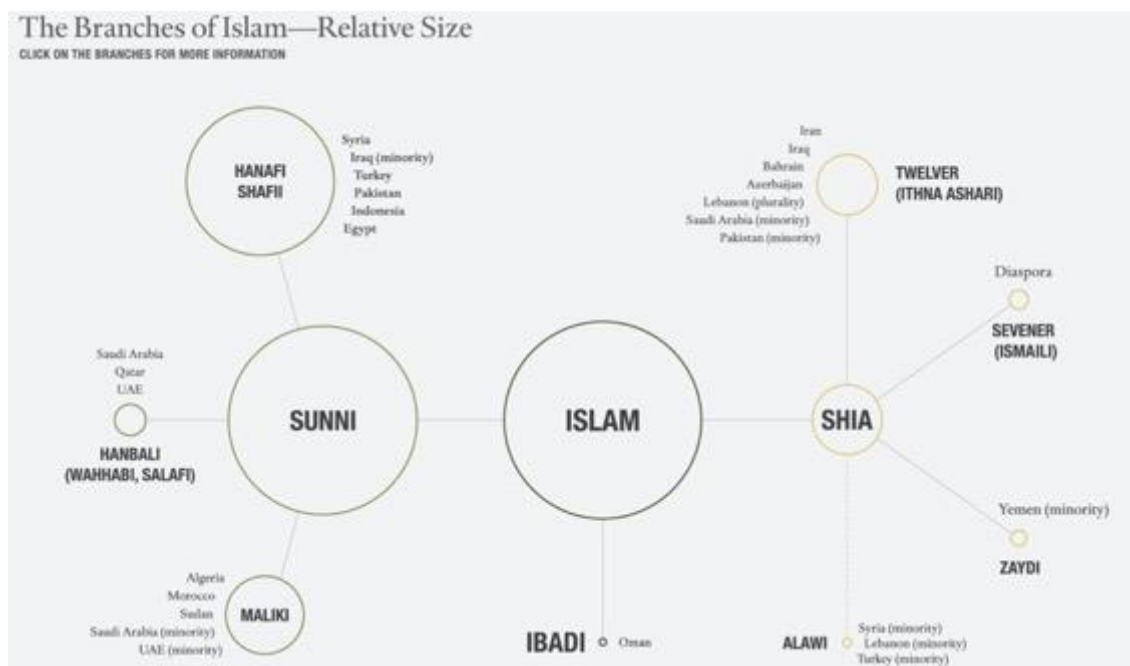 The Branches of Islam—Relative Size
CLICK ON THE BRANCHES FOR MORE INFORMATION
HANAFI
SHAFII
Syria
Iraq (minority)
Turkey
Pakistan
Indonesia
Egypt
Iran
Iraq
Bahrain
Azerbaijan
Lebanon (plurality)
Saudi Arabia (minority)
Pakistan (minority)
TWELVER
(ITHNA ASHARI)
Diaspora
SEVENER
(ISMAILI)
Saudi Arabia
Qatar
UAE
HANBALI
(WAHHABI, SALAFI)
SUNNI
ISLAM
SHIA
Yemen (minority)
ZAYDI
Algeria
Morocco
Sudan
Saudi Arabia (minority)
UAE (minority)
MALIKI
IBADI
Oman
ALAWI
Syria (minority)
Lebanon (minority)
Turkey (minority)